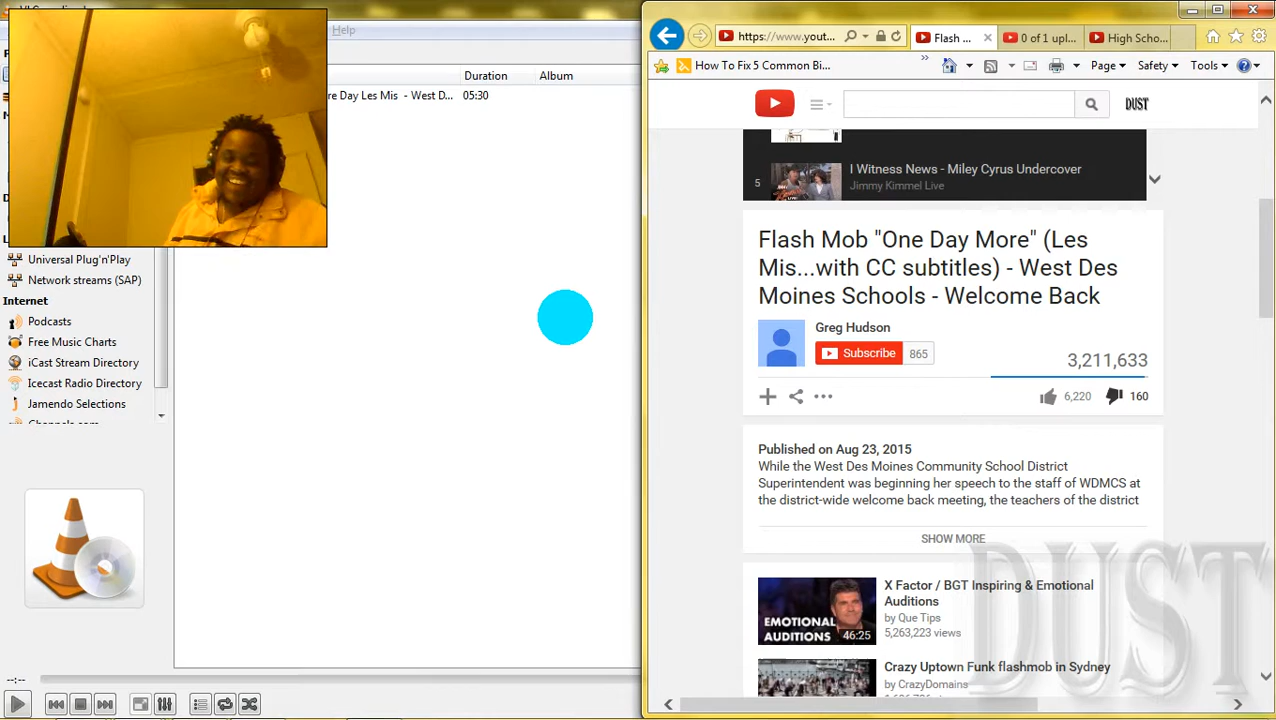 Help
Duration
Album
re Day Les Mis - West D...
05:30
Universal Plug'n'Play
Network streams (SAP)
Internet
Podcasts
Free Music Charts
iCast Stream Directory
Icecast Radio Directory
Jamendo Selections
--:--
https://www.yout...
Flash ...
0 of 1 upl...
High Schoo...
How To Fix 5 Common Bi...
»
Page
Safety
Tools
DUST
5
I Witness News - Miley Cyrus Undercover
Jimmy Kimmel Live
Flash Mob "One Day More" (Les
Mis...with CC subtitles) - West Des
Moines Schools - Welcome Back
Greg Hudson
Subscribe
865
3,211,633
6,220
160
Published on Aug 23, 2015
While the West Des Moines Community School District
Superintendent was beginning her speech to the staff of WDMCS at
the district-wide welcome back meeting, the teachers of the district
SHOW MORE
EMOTIONAL
AUDITIONS
46:25
X Factor / BGT Inspiring & Emotional
Auditions
by Que Tips
5,263,223 views
Crazy Uptown Funk flashmob in Sydney
by CrazyDomains
DUST